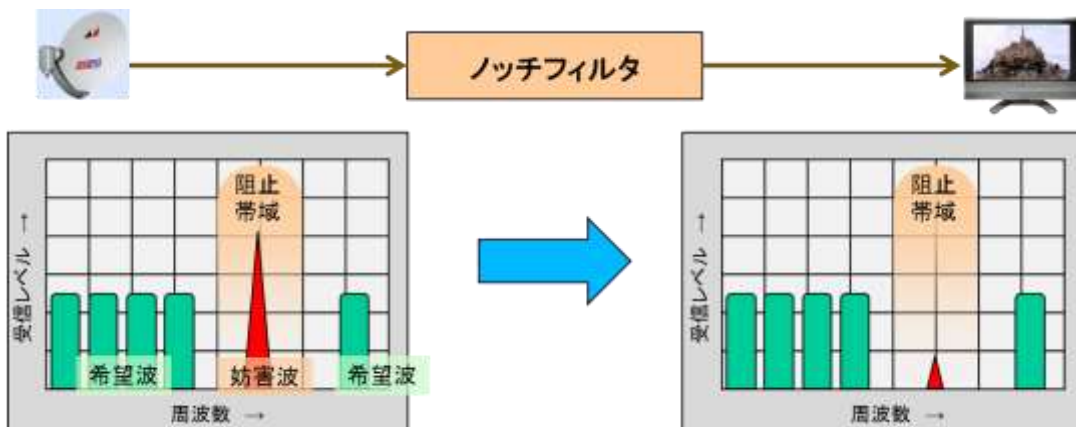 ノッチフィルタ
阻止
帯域
受信レベル →
希望波
妨害波
希望波
周波数 →
阻止
帯域
受信レベル →
周波数 →